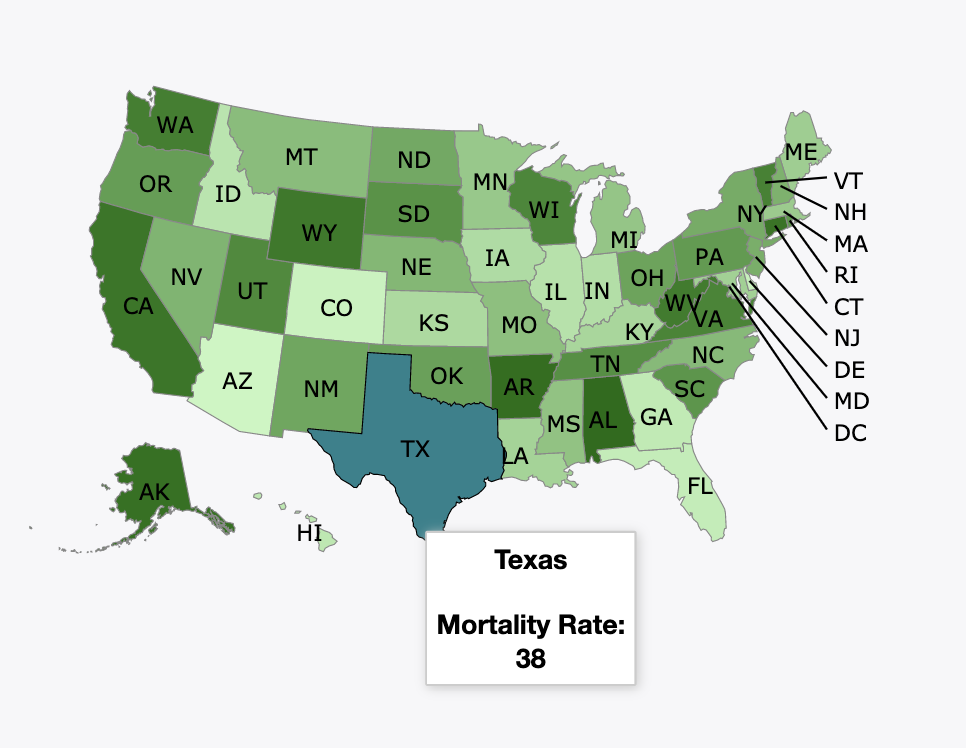 WA
MT
ND
MN
ME
VT
OR
ID
SD
WI
NH
WY
NY
MI
MA
IA
PA
NE
RI
NV
OH
UT
IL
IN
CA
CO
WV
CT
KS
MO
VA
KY
NJ
NC
TN
DE
AZ
OK
AR
NM
SC
MD
MS
AL
GA
DC
TX
LA
FL
AK
HI
Texas
Mortality Rate:
38